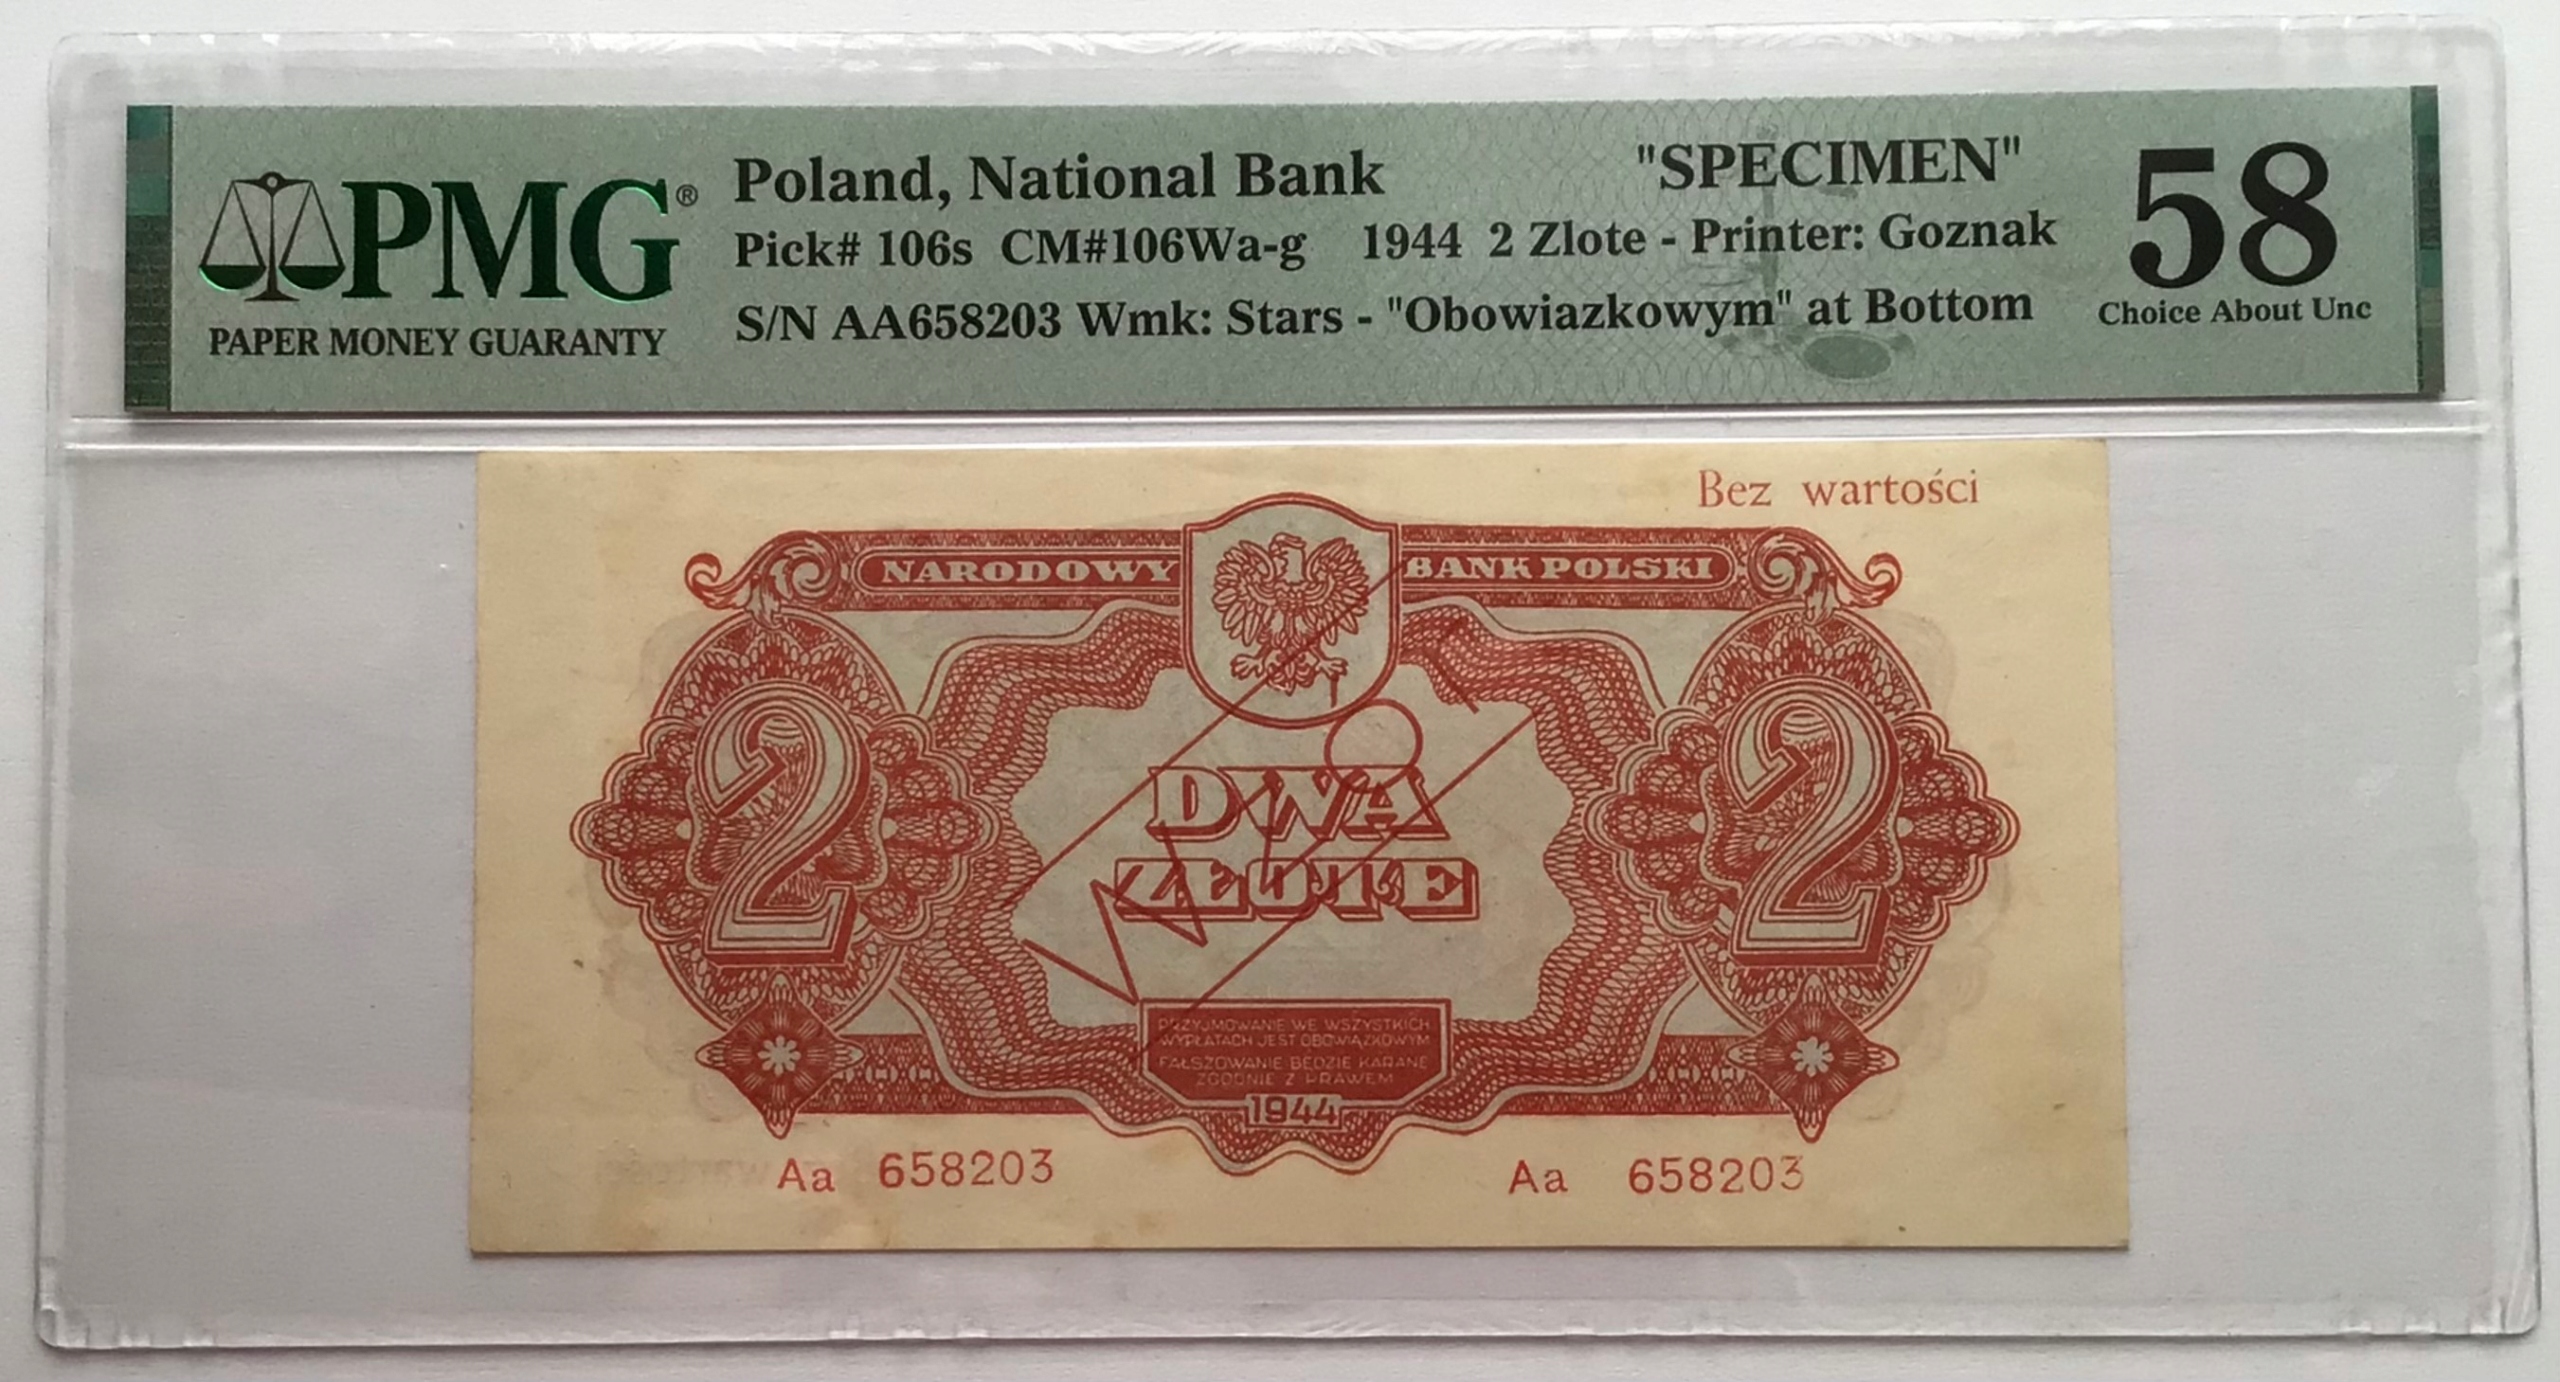 PMG®
PAPER MONEY GUARANTY
Poland, National Bank
"SPECIMEN"
Pick# 106s CM#106Wa-g 1944 2 Zlote - Printer: Goznak
S/N AA658203 Wmk: Stars - "Obowiazkowym" at Bottom
58
Choice About Unc
Bez wartości
NARODOWY BANK POLSKI
2
2
DWA
ZŁOTE
WZÓR
PRZYJMOWANIE WE WSZYSTKICH
WYPŁATACH JEST OBOWIĄZKOWYM
FAŁSZOWANIE BĘDZIE KARANE
ZGODNIE Z PRAWEM
1944
Aa 658203
Aa 658203